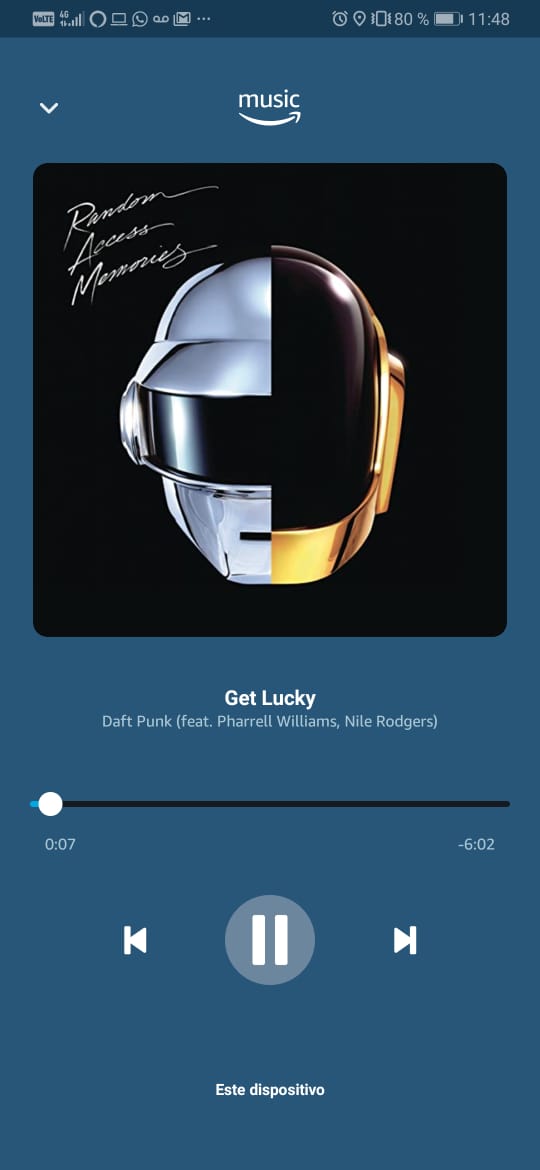 VoLTE 4G 80 % 11:48
music
Random
Access
Memories
Get Lucky
Daft Punk (feat. Pharrell Williams, Nile Rodgers)
0:07 -6:02
Este dispositivo